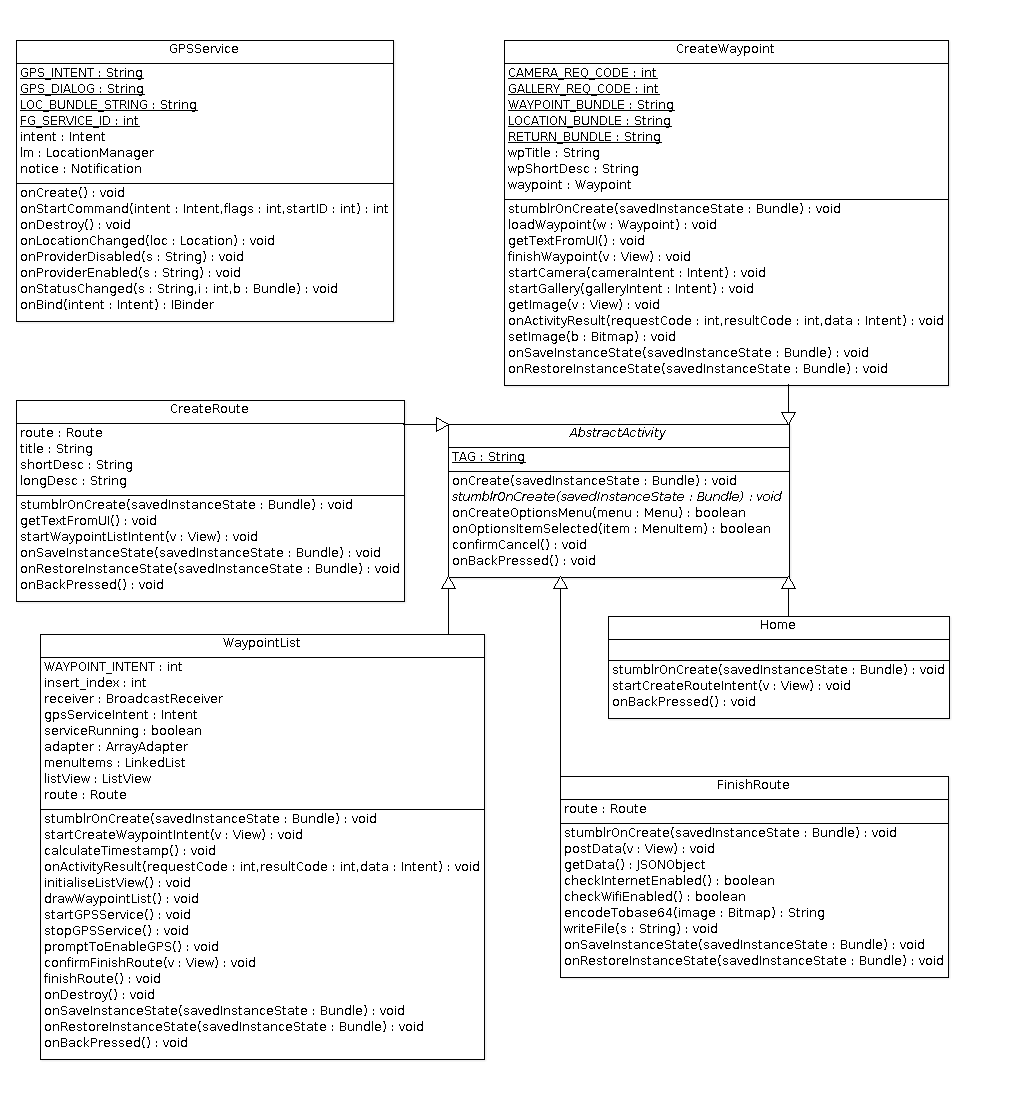 GPSService
GPS_INTENT : String
GPS_DIALOG : String
LOC_BUNDLE_STRING : String
FG_SERVICE_ID : int
intent : Intent
lm : LocationManager
notice : Notification
onCreate() : void
onStartCommand(intent : Intent,flags : int,startID : int) : int
onDestroy() : void
onLocationChanged(loc : Location) : void
onProviderDisabled(s : String) : void
onProviderEnabled(s : String) : void
onStatusChanged(s : String,i : int,b : Bundle) : void
onBind(intent : Intent) : IBinder
CreateWaypoint
CAMERA_REQ_CODE : int
GALLERY_REQ_CODE : int
WAYPOINT_BUNDLE : String
LOCATION_BUNDLE : String
RETURN_BUNDLE : String
wpTitle : String
wpShortDesc : String
waypoint : Waypoint
stumblrOnCreate(savedInstanceState : Bundle) : void
loadWaypoint(w : Waypoint) : void
getTextFromUI() : void
finishWaypoint(v : View) : void
startCamera(cameraIntent : Intent) : void
startGallery(galleryIntent : Intent) : void
getImage(v : View) : void
onActivityResult(requestCode : int,resultCode : int,data : Intent) : void
setImage(b : Bitmap) : void
onSaveInstanceState(savedInstanceState : Bundle) : void
onRestoreInstanceState(savedInstanceState : Bundle) : void
CreateRoute
route : Route
title : String
shortDesc : String
longDesc : String
stumblrOnCreate(savedInstanceState : Bundle) : void
getTextFromUI() : void
startWaypointListIntent(v : View) : void
onSaveInstanceState(savedInstanceState : Bundle) : void
onRestoreInstanceState(savedInstanceState : Bundle) : void
onBackPressed() : void
AbstractActivity
TAG : String
onCreate(savedInstanceState : Bundle) : void
stumblrOnCreate(savedInstanceState : Bundle) : void
onCreateOptionsMenu(menu : Menu) : boolean
onOptionsItemSelected(item : MenuItem) : boolean
confirmCancel() : void
onBackPressed() : void
WaypointList
WAYPOINT_INTENT : int
insert_index : int
receiver : BroadcastReceiver
gpsServiceIntent : Intent
serviceRunning : boolean
adapter : ArrayAdapter
menuItems : LinkedList
listView : ListView
route : Route
stumblrOnCreate(savedInstanceState : Bundle) : void
startCreateWaypointIntent(v : View) : void
calculateTimestamp() : void
onActivityResult(requestCode : int,resultCode : int,data : Intent) : void
initialiseListView() : void
drawWaypointList() : void
startGPSService() : void
stopGPSService() : void
promptToEnableGPS() : void
confirmFinishRoute(v : View) : void
finishRoute() : void
onDestroy() : void
onSaveInstanceState(savedInstanceState : Bundle) : void
onRestoreInstanceState(savedInstanceState : Bundle) : void
onBackPressed() : void
Home
stumblrOnCreate(savedInstanceState : Bundle) : void
startCreateRouteIntent(v : View) : void
onBackPressed() : void
FinishRoute
route : Route
stumblrOnCreate(savedInstanceState : Bundle) : void
postData(v : View) : void
getData() : JSONObject
checkInternetEnabled() : boolean
checkWifiEnabled() : boolean
encodeTobase64(image : Bitmap) : String
writeFile(s : String) : void
onSaveInstanceState(savedInstanceState : Bundle) : void
onRestoreInstanceState(savedInstanceState : Bundle) : void